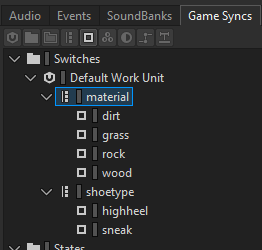 Audio Events SoundBanks Game Syncs
Switches
Default Work Unit
material
dirt
grass
rock
wood
shoetype
highheel
sneak
States